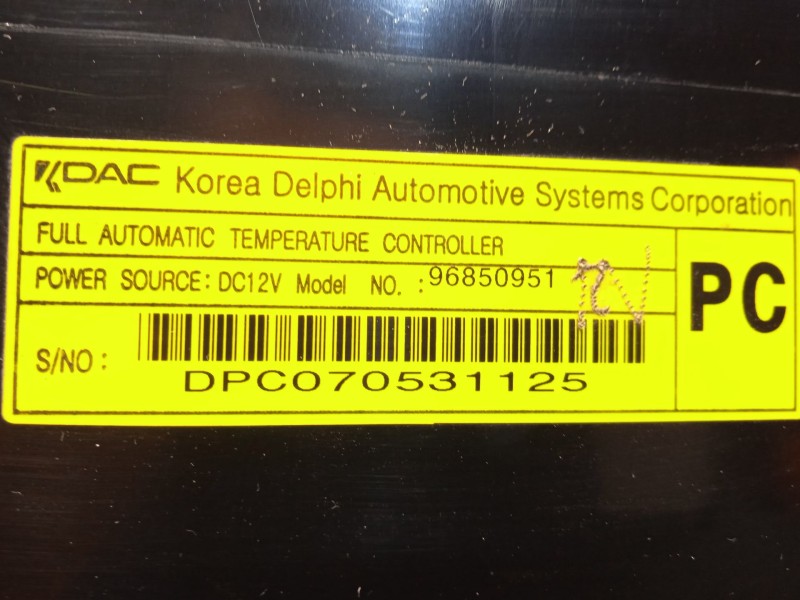 KDAC Korea Delphi Automotive Systems Corporation
FULL AUTOMATIC TEMPERATURE CONTROLLER
POWER SOURCE: DC12V Model NO. : 96850951
PC
S/NO :
DPC070531125